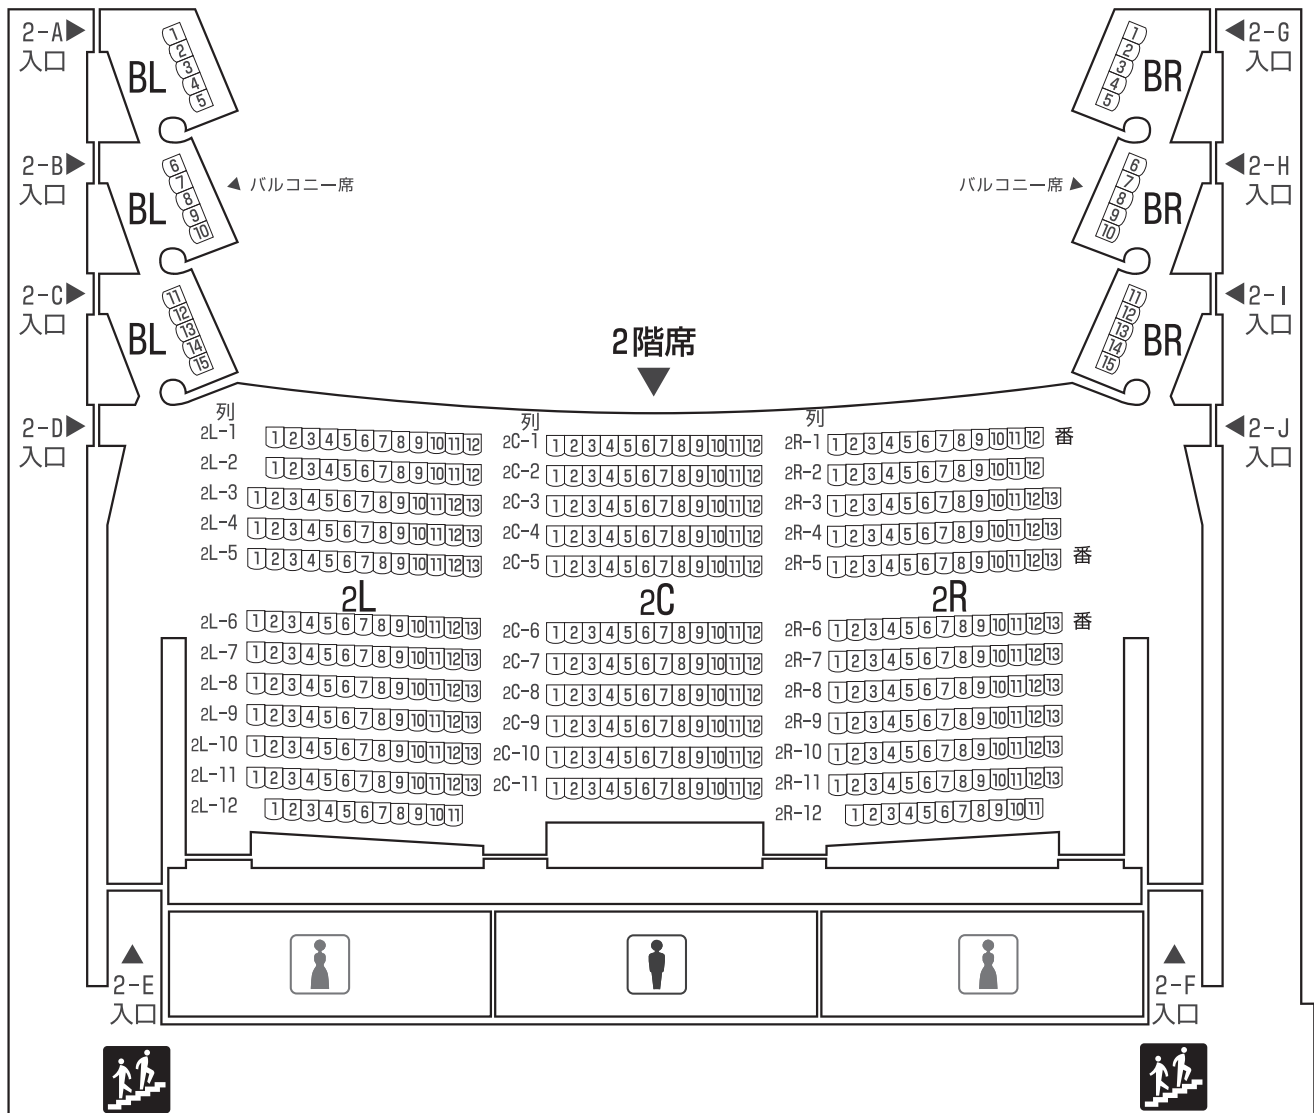 2-A
入口
BL
1
2
3
4
5
2-B
入口
BL
6
7
8
9
10
バルコニー席
2-C
入口
BL
11
12
13
14
15
2-D
入口
2-G
入口
BR
1
2
3
4
5
2-H
入口
BR
6
7
8
9
10
バルコニー席
2-I
入口
BR
11
12
13
14
15
2-J
入口
2階席
列
2L-1 1 2 3 4 5 6 7 8 9 10 11 12
2L-2 1 2 3 4 5 6 7 8 9 10 11 12
2L-3 1 2 3 4 5 6 7 8 9 10 11 12 13
2L-4 1 2 3 4 5 6 7 8 9 10 11 12 13
2L-5 1 2 3 4 5 6 7 8 9 10 11 12 13
2L
2L-6 1 2 3 4 5 6 7 8 9 10 11 12 13
2L-7 1 2 3 4 5 6 7 8 9 10 11 12 13
2L-8 1 2 3 4 5 6 7 8 9 10 11 12 13
2L-9 1 2 3 4 5 6 7 8 9 10 11 12 13
2L-10 1 2 3 4 5 6 7 8 9 10 11 12 13
2L-11 1 2 3 4 5 6 7 8 9 10 11 12 13
2L-12 1 2 3 4 5 6 7 8 9 10 11
列
2C-1 1 2 3 4 5 6 7 8 9 10 11 12
2C-2 1 2 3 4 5 6 7 8 9 10 11 12
2C-3 1 2 3 4 5 6 7 8 9 10 11 12
2C-4 1 2 3 4 5 6 7 8 9 10 11 12
2C-5 1 2 3 4 5 6 7 8 9 10 11 12
2C
2C-6 1 2 3 4 5 6 7 8 9 10 11 12
2C-7 1 2 3 4 5 6 7 8 9 10 11 12
2C-8 1 2 3 4 5 6 7 8 9 10 11 12
2C-9 1 2 3 4 5 6 7 8 9 10 11 12
2C-10 1 2 3 4 5 6 7 8 9 10 11 12
2C-11 1 2 3 4 5 6 7 8 9 10 11 12
列
2R-1 1 2 3 4 5 6 7 8 9 10 11 12 番
2R-2 1 2 3 4 5 6 7 8 9 10 11 12
2R-3 1 2 3 4 5 6 7 8 9 10 11 12 13
2R-4 1 2 3 4 5 6 7 8 9 10 11 12 13
2R-5 1 2 3 4 5 6 7 8 9 10 11 12 13 番
2R
2R-6 1 2 3 4 5 6 7 8 9 10 11 12 13 番
2R-7 1 2 3 4 5 6 7 8 9 10 11 12 13
2R-8 1 2 3 4 5 6 7 8 9 10 11 12 13
2R-9 1 2 3 4 5 6 7 8 9 10 11 12 13
2R-10 1 2 3 4 5 6 7 8 9 10 11 12 13
2R-11 1 2 3 4 5 6 7 8 9 10 11 12 13
2R-12 1 2 3 4 5 6 7 8 9 10 11
2-E
入口
2-F
入口